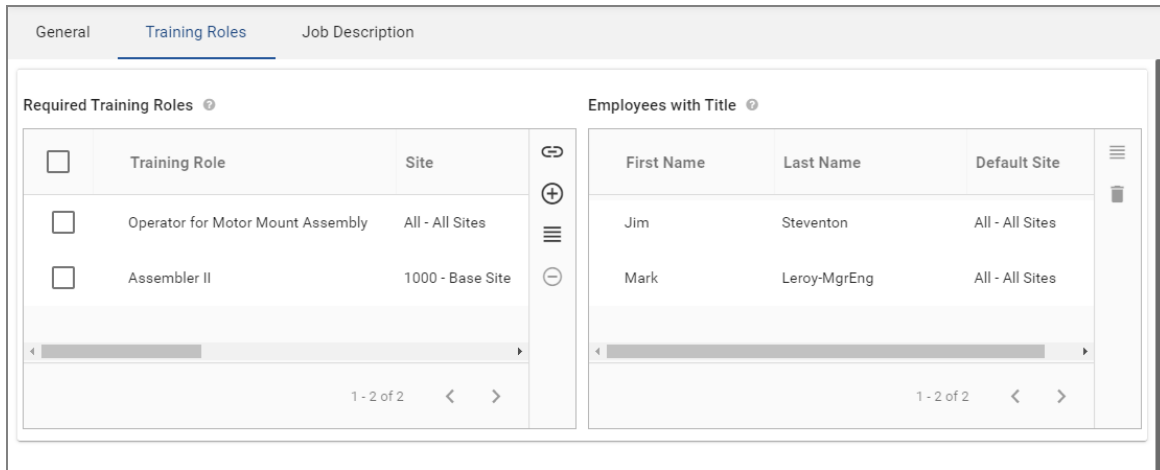 General Training Roles Job Description
Required Training Roles
Training Role Site
Operator for Motor Mount Assembly All - All Sites
Assembler II 1000 - Base Site
1 - 2 of 2
Employees with Title
First Name Last Name Default Site
Jim Steventon All - All Sites
Mark Leroy-MgrEng All - All Sites
1 - 2 of 2